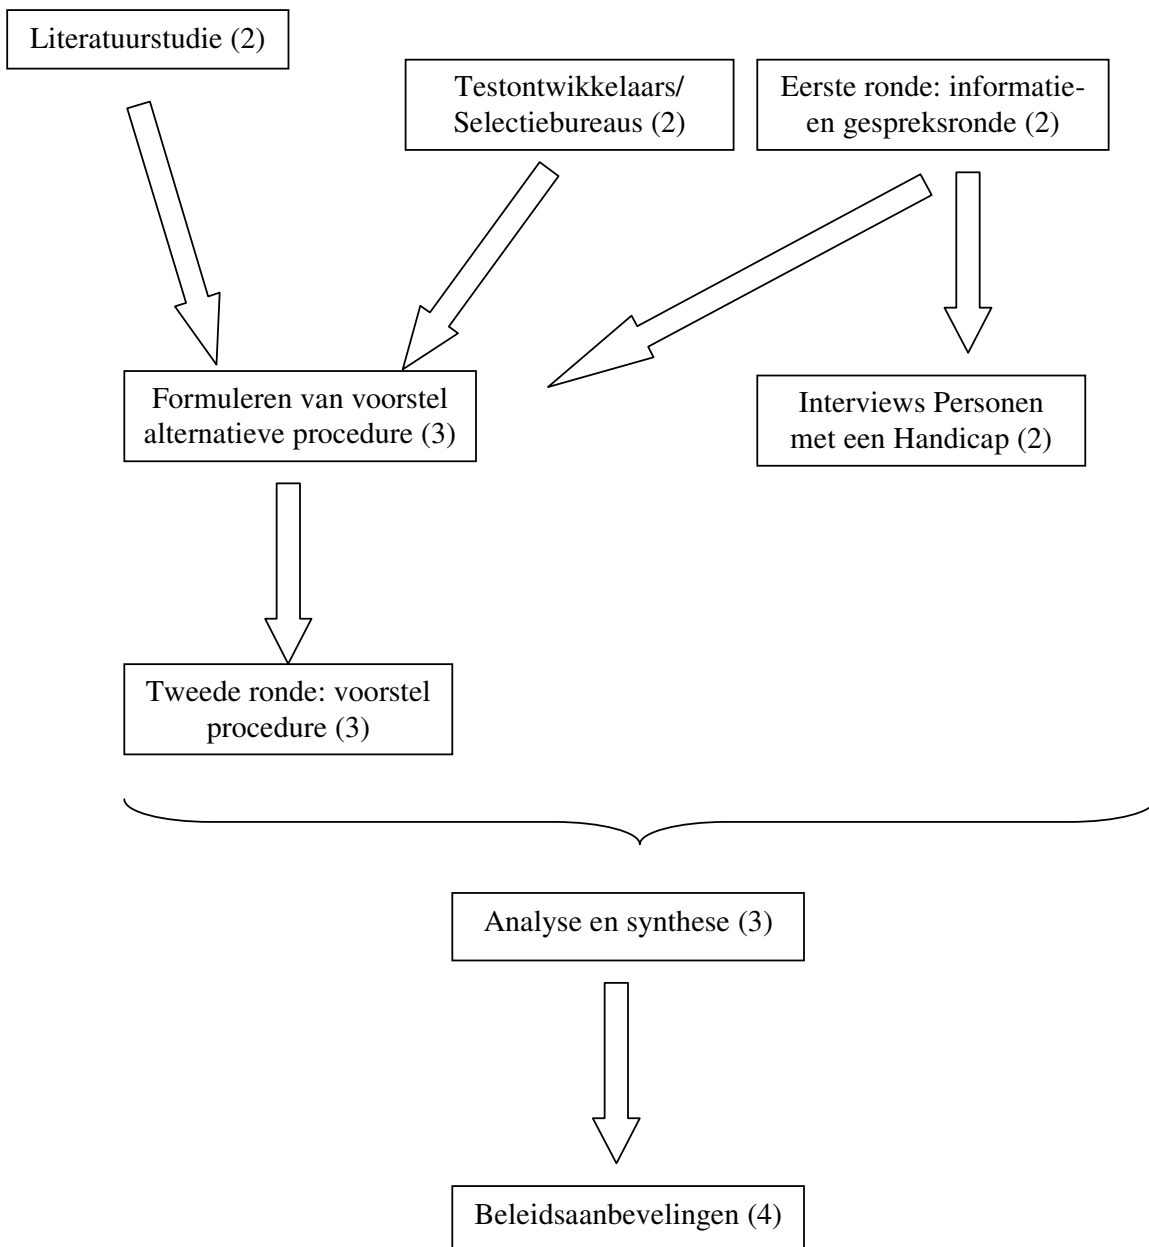 Literatuurstudie (2)
Testontwikkelaars/
Selectiebureaus (2)
Eerste ronde: informatie-
en gespreksronde (2)
Formuleren van voorstel
alternatieve procedure (3)
Interviews Personen
met een Handicap (2)
Tweede ronde: voorstel
procedure (3)
Analyse en synthese (3)
Beleidsaanbevelingen (4)